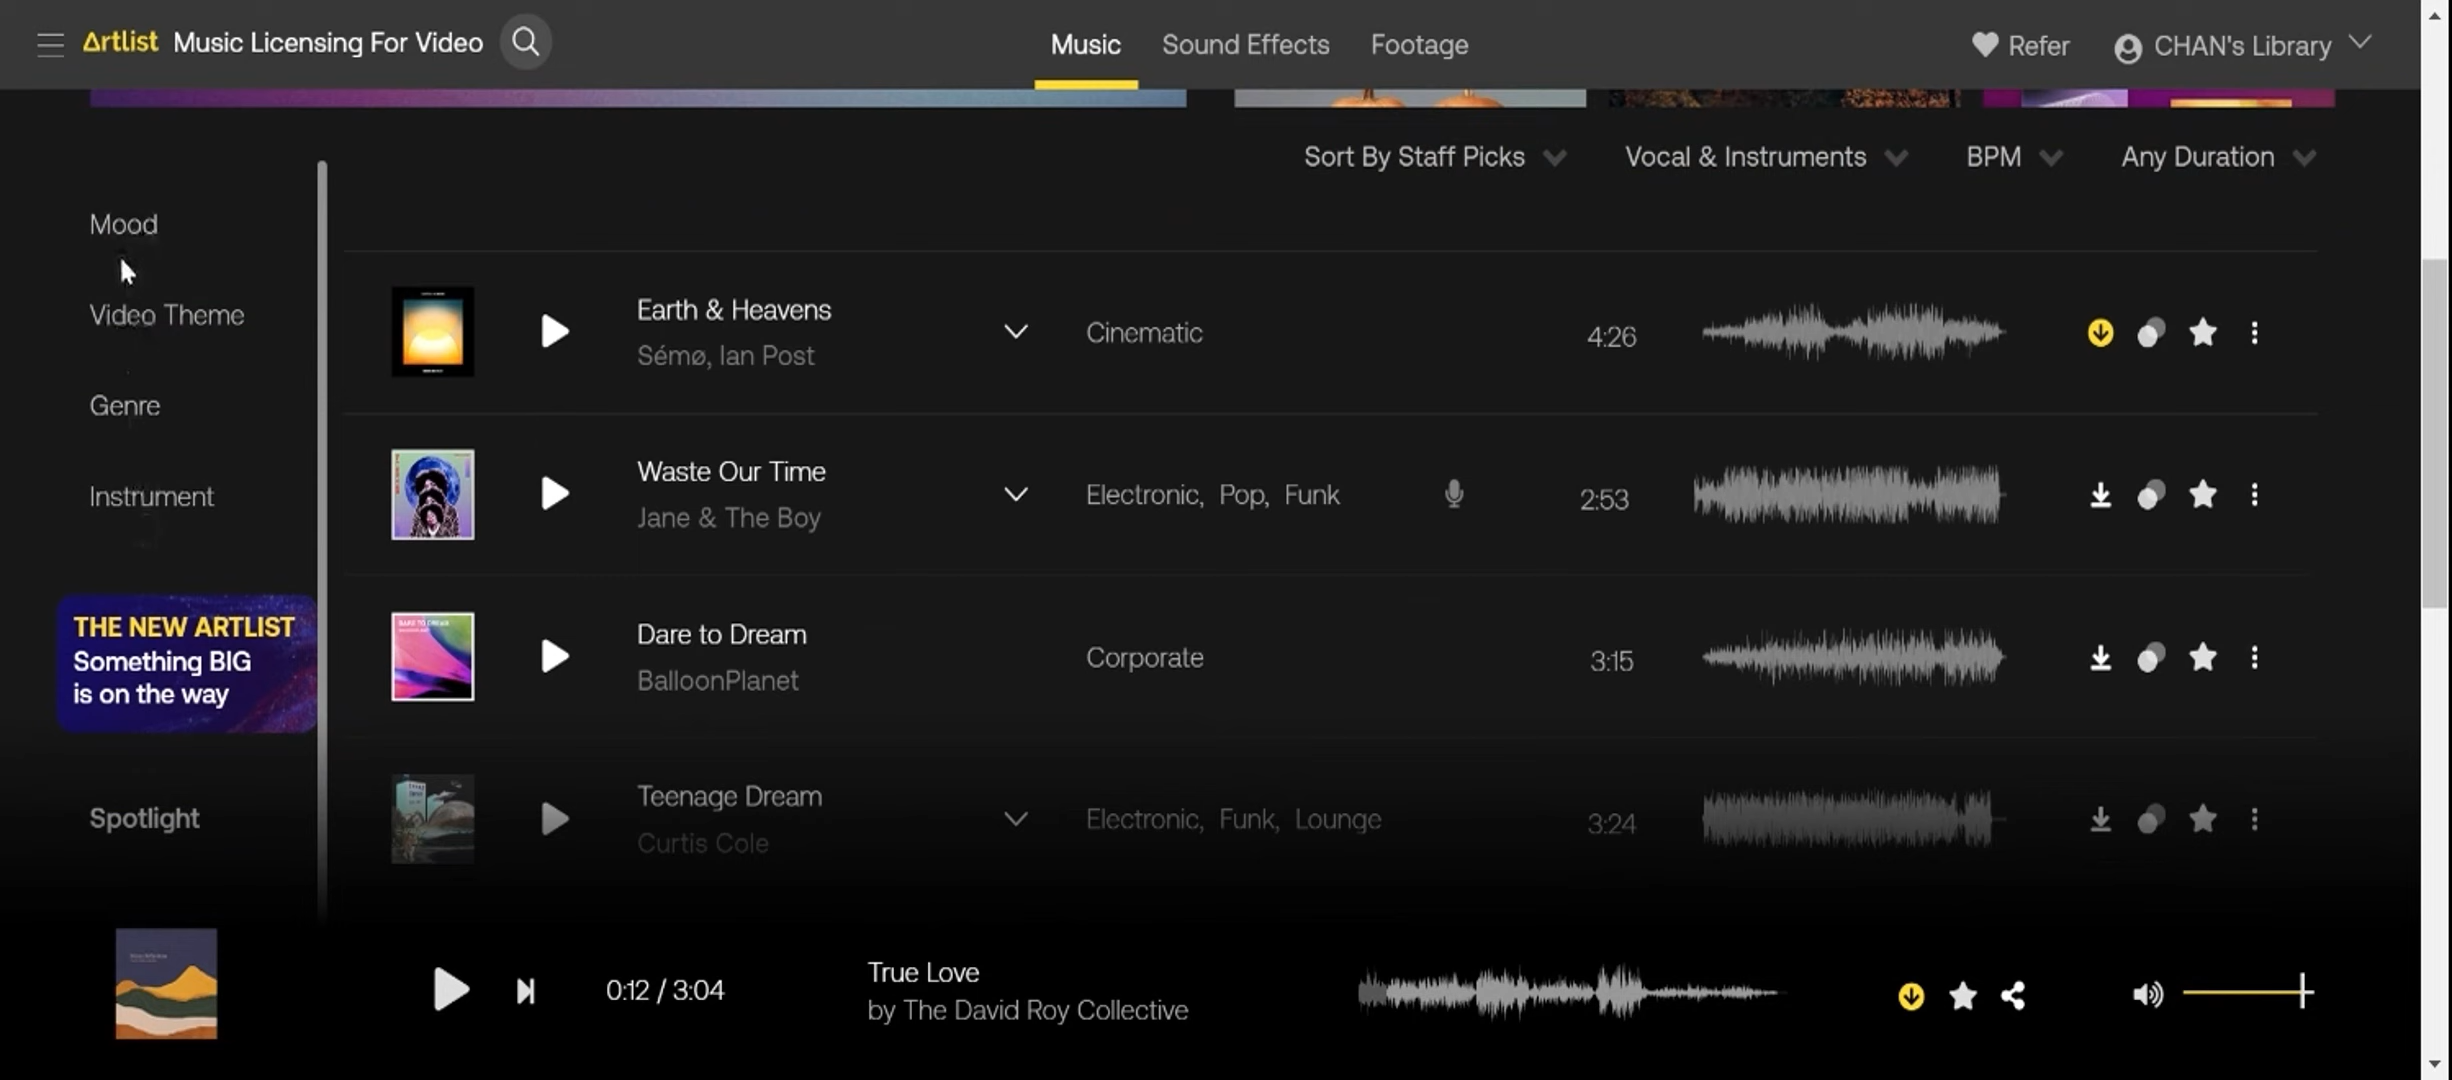 Artlist Music Licensing For Video
Music Sound Effects Footage
Refer CHAN's Library
Sort By Staff Picks Vocal & Instruments BPM Any Duration
Mood
Video Theme
Genre
Instrument
THE NEW ARTLIST
Something BIG
is on the way
Spotlight
Earth & Heavens
Sémø, Ian Post
Cinematic
4:26
Waste Our Time
Jane & The Boy
Electronic, Pop, Funk
2:53
Dare to Dream
BalloonPlanet
Corporate
3:15
Teenage Dream
Curtis Cole
Electronic, Funk, Lounge
3:24
0:12 / 3:04
True Love
by The David Roy Collective